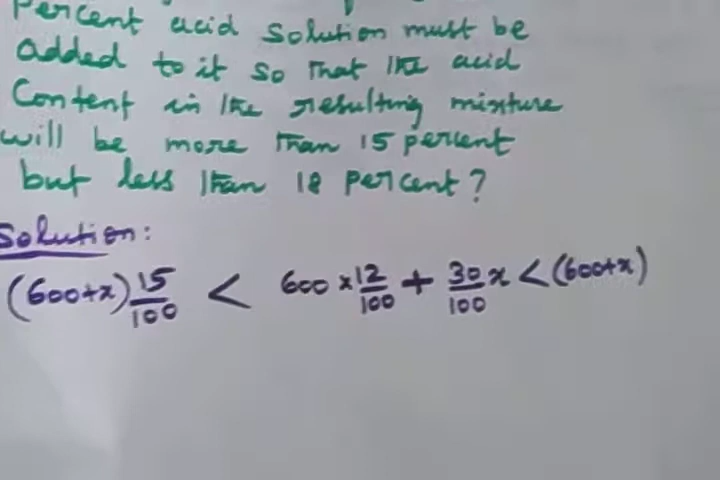 Percent acid solution must be
added to it so that the acid
Content in the resulting mixture
will be more than 15 percent
but less than 18 percent?
Solution:
(600+x) 15/100 < 600 × 12/100 + 30/100 x < (600+x)